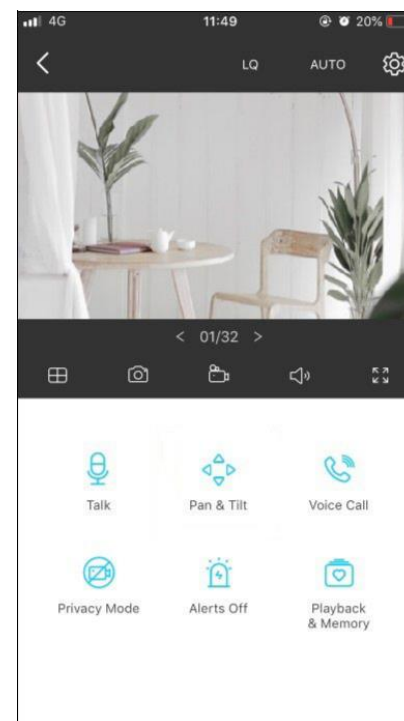 4G 11:49 20%
LQ AUTO
< 01/32 >
Talk Pan & Tilt Voice Call
Privacy Mode Alerts Off Playback
& Memory